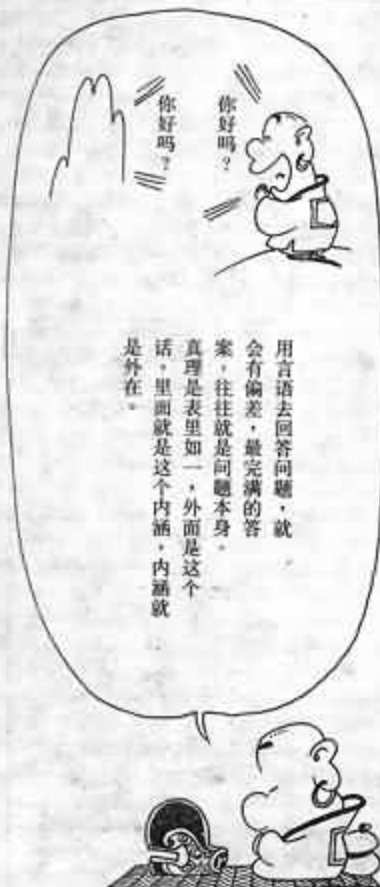 你好吗？
你好吗？
用言语去回答问题，就
会有偏差，最完满的答
案，往往就是问题本身。
真理是表里如一，外面是这个
话，里面就是这个内涵，内涵就
是外在。